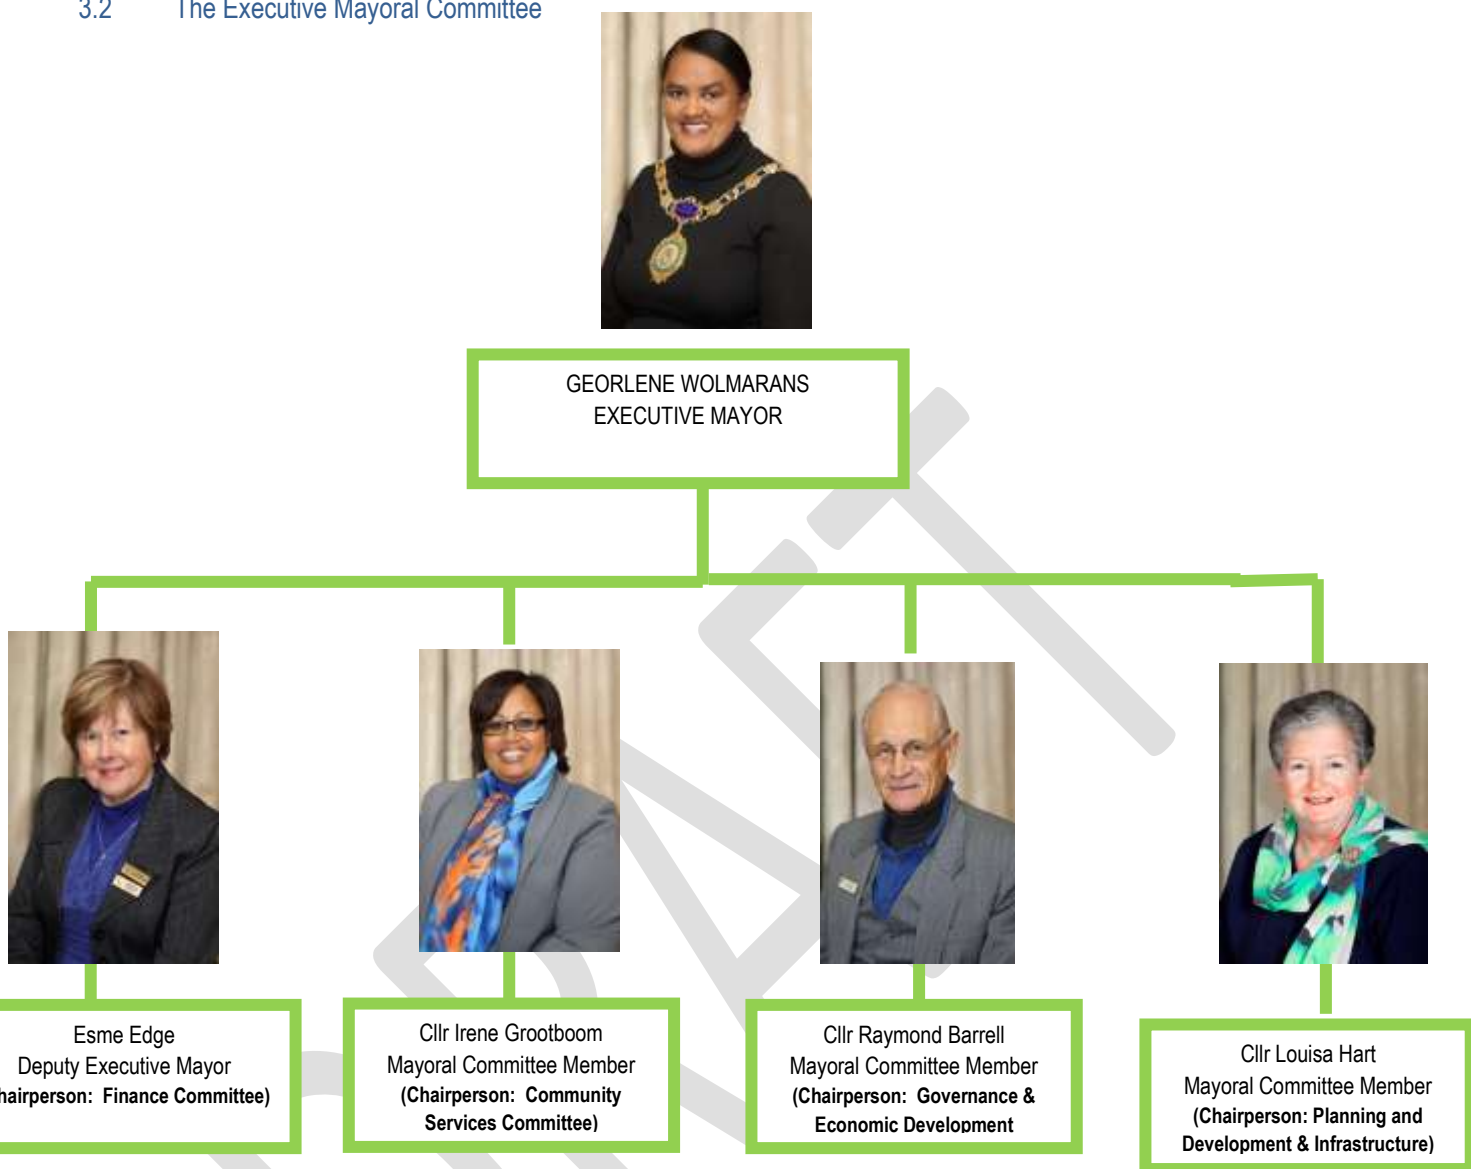 3.2 The Executive Mayoral Committee
GEORLENE WOLMARANS
EXECUTIVE MAYOR
Esme Edge
Deputy Executive Mayor
hairperson: Finance Committee)
Cllr Irene Grootboom
Mayoral Committee Member
(Chairperson: Community
Services Committee)
Cllr Raymond Barrell
Mayoral Committee Member
(Chairperson: Governance &
Economic Development
Cllr Louisa Hart
Mayoral Committee Member
(Chairperson: Planning and
Development & Infrastructure)
DRAFT